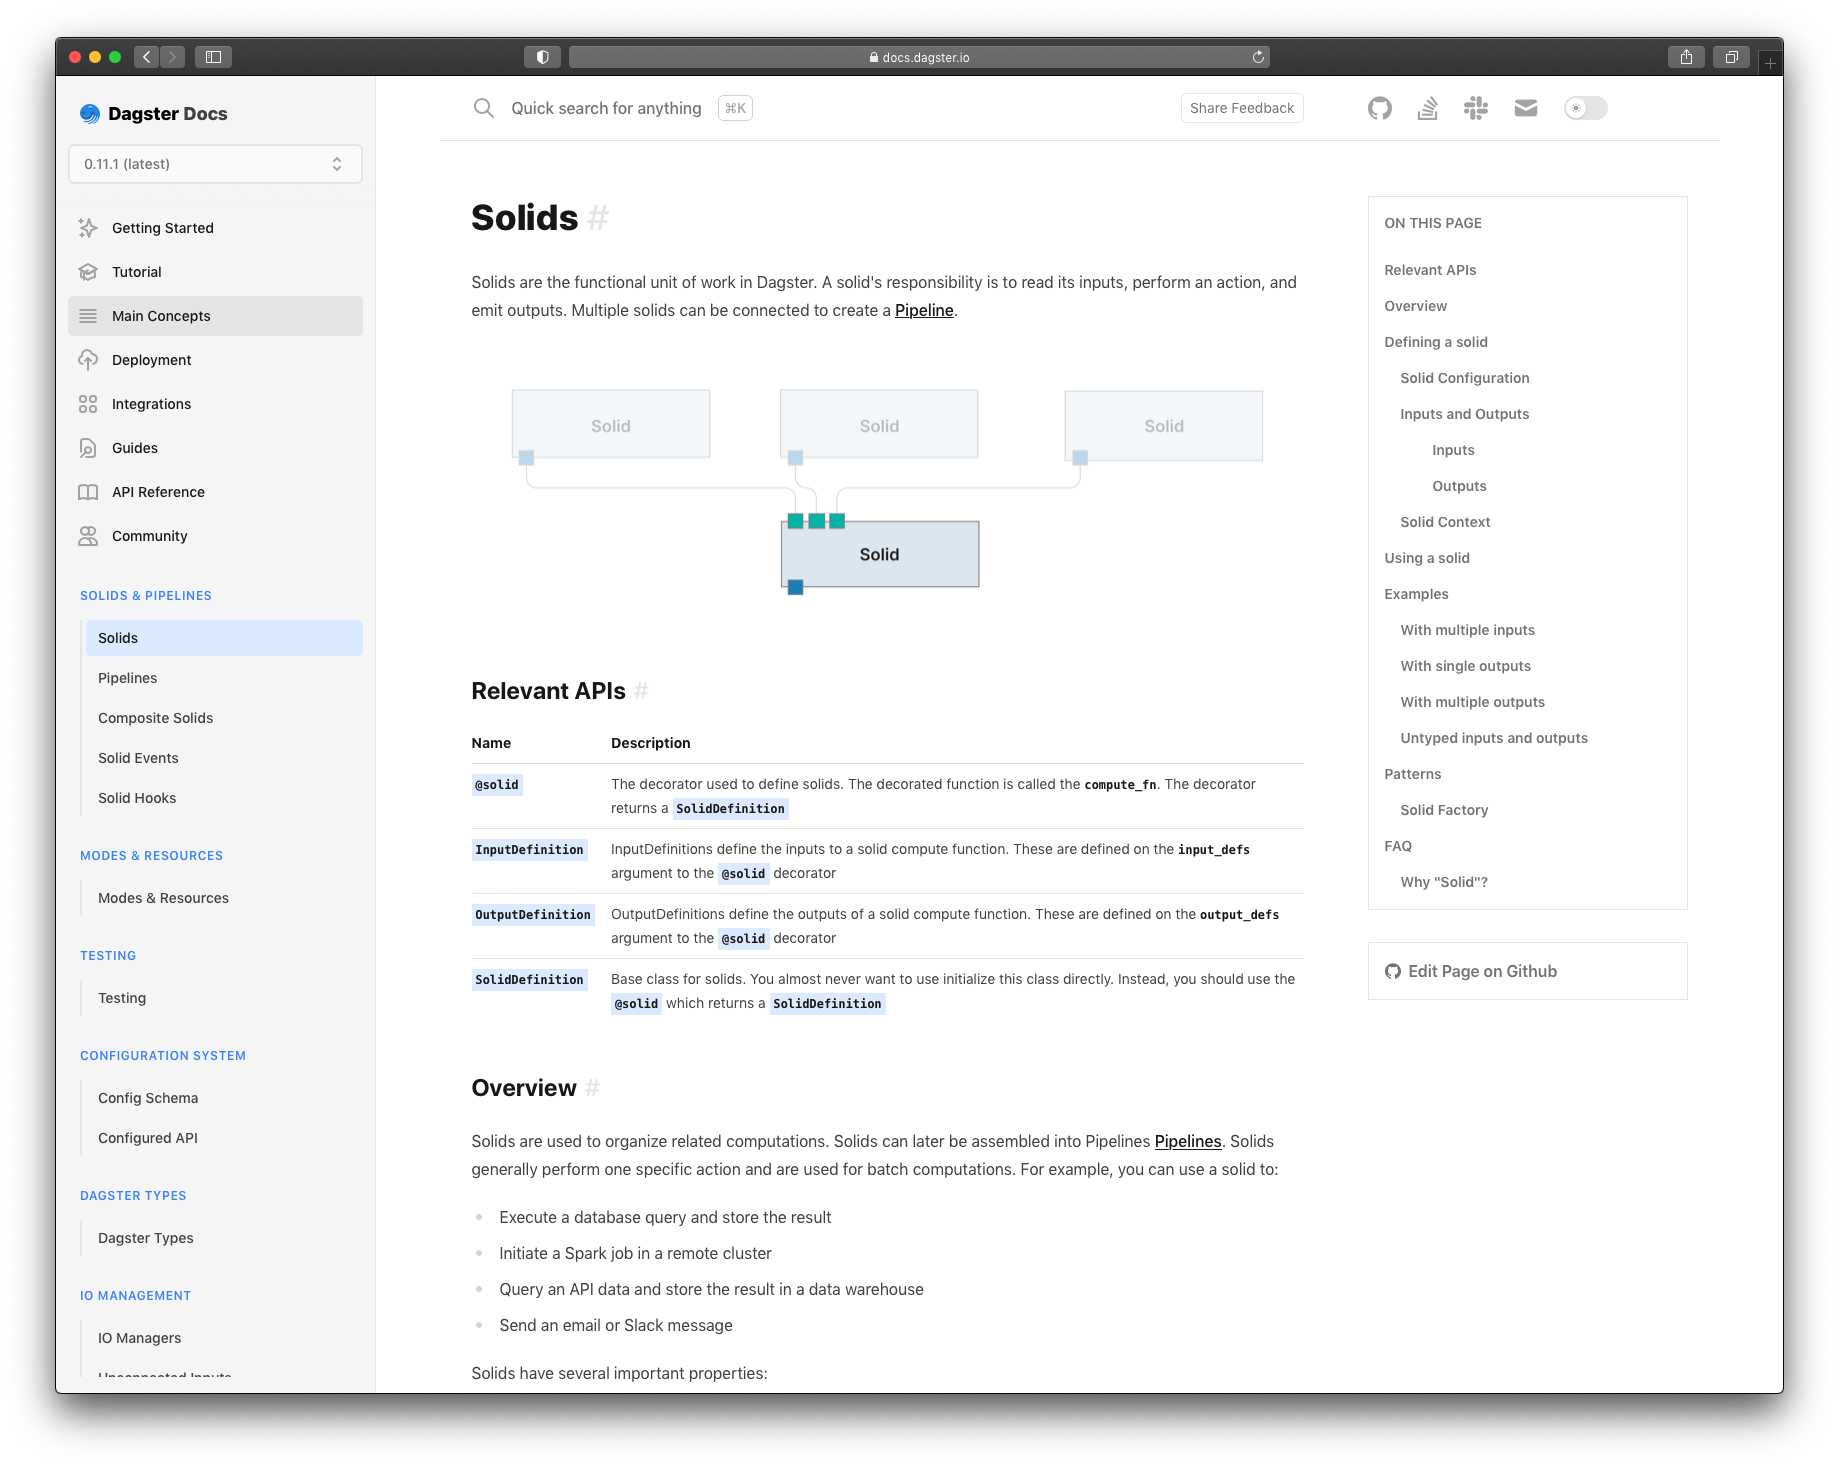 docs.dagster.io
Dagster Docs
0.11.1 (latest)
Getting Started
Tutorial
Main Concepts
Deployment
Integrations
Guides
API Reference
Community
SOLIDS & PIPELINES
Solids
Pipelines
Composite Solids
Solid Events
Solid Hooks
MODES & RESOURCES
Modes & Resources
TESTING
Testing
CONFIGURATION SYSTEM
Config Schema
Configured API
DAGSTER TYPES
Dagster Types
IO MANAGEMENT
IO Managers
Unconnected Inputs
Quick search for anything ⌘K
Share Feedback
Solids #
Solids are the functional unit of work in Dagster. A solid's responsibility is to read its inputs, perform an action, and
emit outputs. Multiple solids can be connected to create a Pipeline.
Solid Solid Solid
Solid
Relevant APIs #
Name Description
@solid The decorator used to define solids. The decorated function is called the compute_fn. The decorator
returns a SolidDefinition
InputDefinition InputDefinitions define the inputs to a solid compute function. These are defined on the input_defs
argument to the @solid decorator
OutputDefinition OutputDefinitions define the outputs of a solid compute function. These are defined on the output_defs
argument to the @solid decorator
SolidDefinition Base class for solids. You almost never want to use initialize this class directly. Instead, you should use the
@solid which returns a SolidDefinition
Overview #
Solids are used to organize related computations. Solids can later be assembled into Pipelines Pipelines. Solids
generally perform one specific action and are used for batch computations. For example, you can use a solid to:
Execute a database query and store the result
Initiate a Spark job in a remote cluster
Query an API data and store the result in a data warehouse
Send an email or Slack message
Solids have several important properties:
ON THIS PAGE
Relevant APIs
Overview
Defining a solid
Solid Configuration
Inputs and Outputs
Inputs
Outputs
Solid Context
Using a solid
Examples
With multiple inputs
With single outputs
With multiple outputs
Untyped inputs and outputs
Patterns
Solid Factory
FAQ
Why "Solid"?
Edit Page on Github